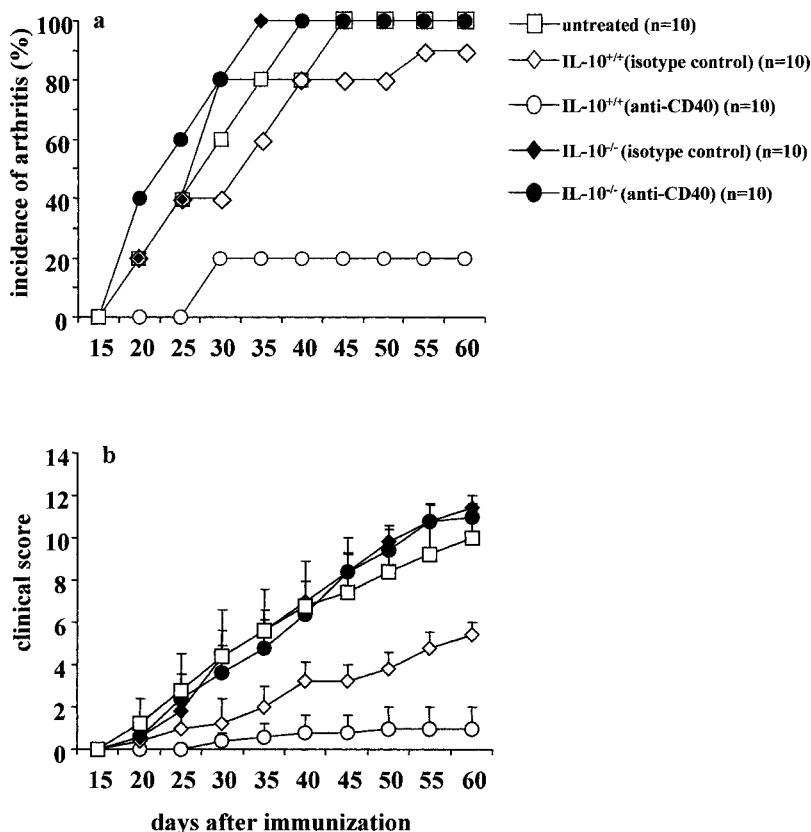 a
incidence of arthritis (%)
100
80
60
40
20
0
15 20 25 30 35 40 45 50 55 60
untreated (n=10)
IL-10+/+ (isotype control) (n=10)
IL-10+/+ (anti-CD40) (n=10)
IL-10-/- (isotype control) (n=10)
IL-10-/- (anti-CD40) (n=10)
b
clinical score
14
12
10
8
6
4
2
0
15 20 25 30 35 40 45 50 55 60
days after immunization